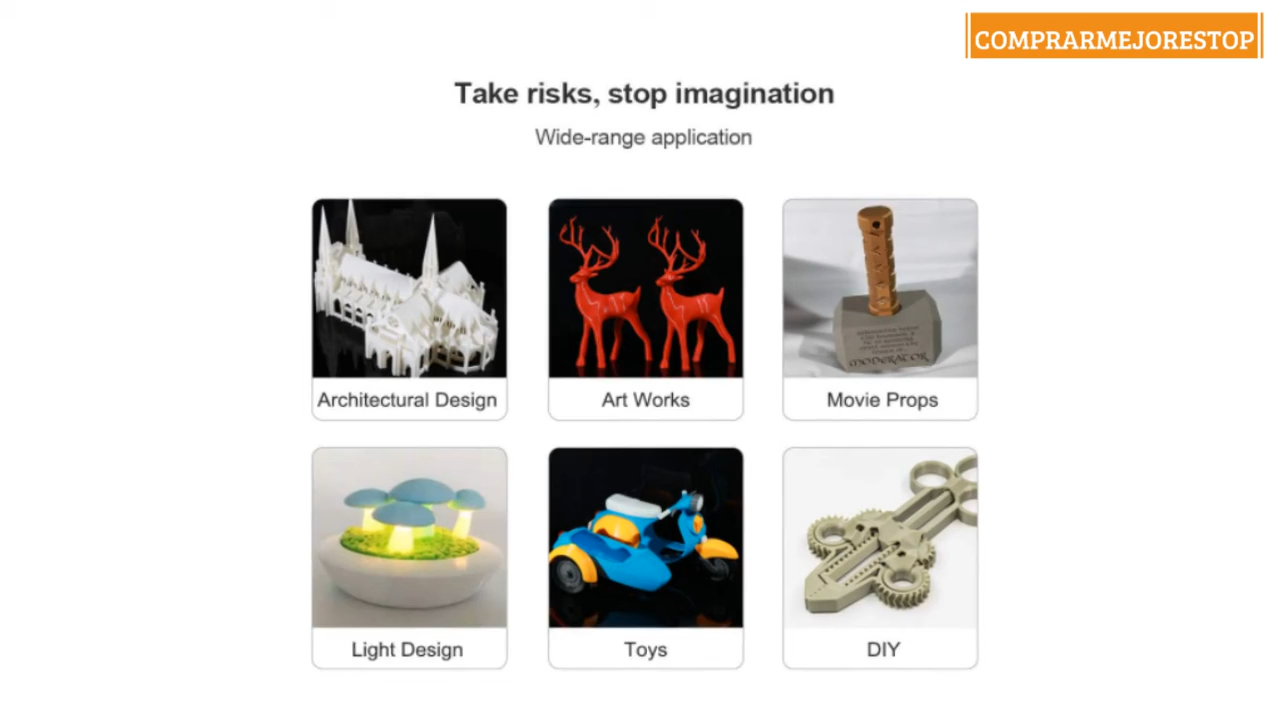 COMPRARMEJORESTOP
Take risks, stop imagination
Wide-range application
MODERATOR
Architectural Design
Art Works
Movie Props
Light Design
Toys
DIY